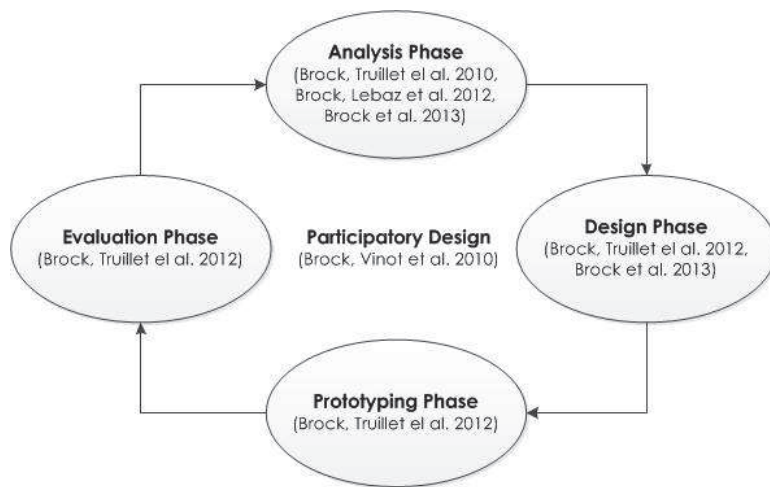 Analysis Phase
(Brock, Truillet el al. 2010,
Brock, Lebaz et al. 2012,
Brock et al. 2013)
Evaluation Phase
(Brock, Truillet el al. 2012)
Participatory Design
(Brock, Vinot et al. 2010)
Design Phase
(Brock, Truillet el al. 2012,
Brock et al. 2013)
Prototyping Phase
(Brock, Truillet el al. 2012)